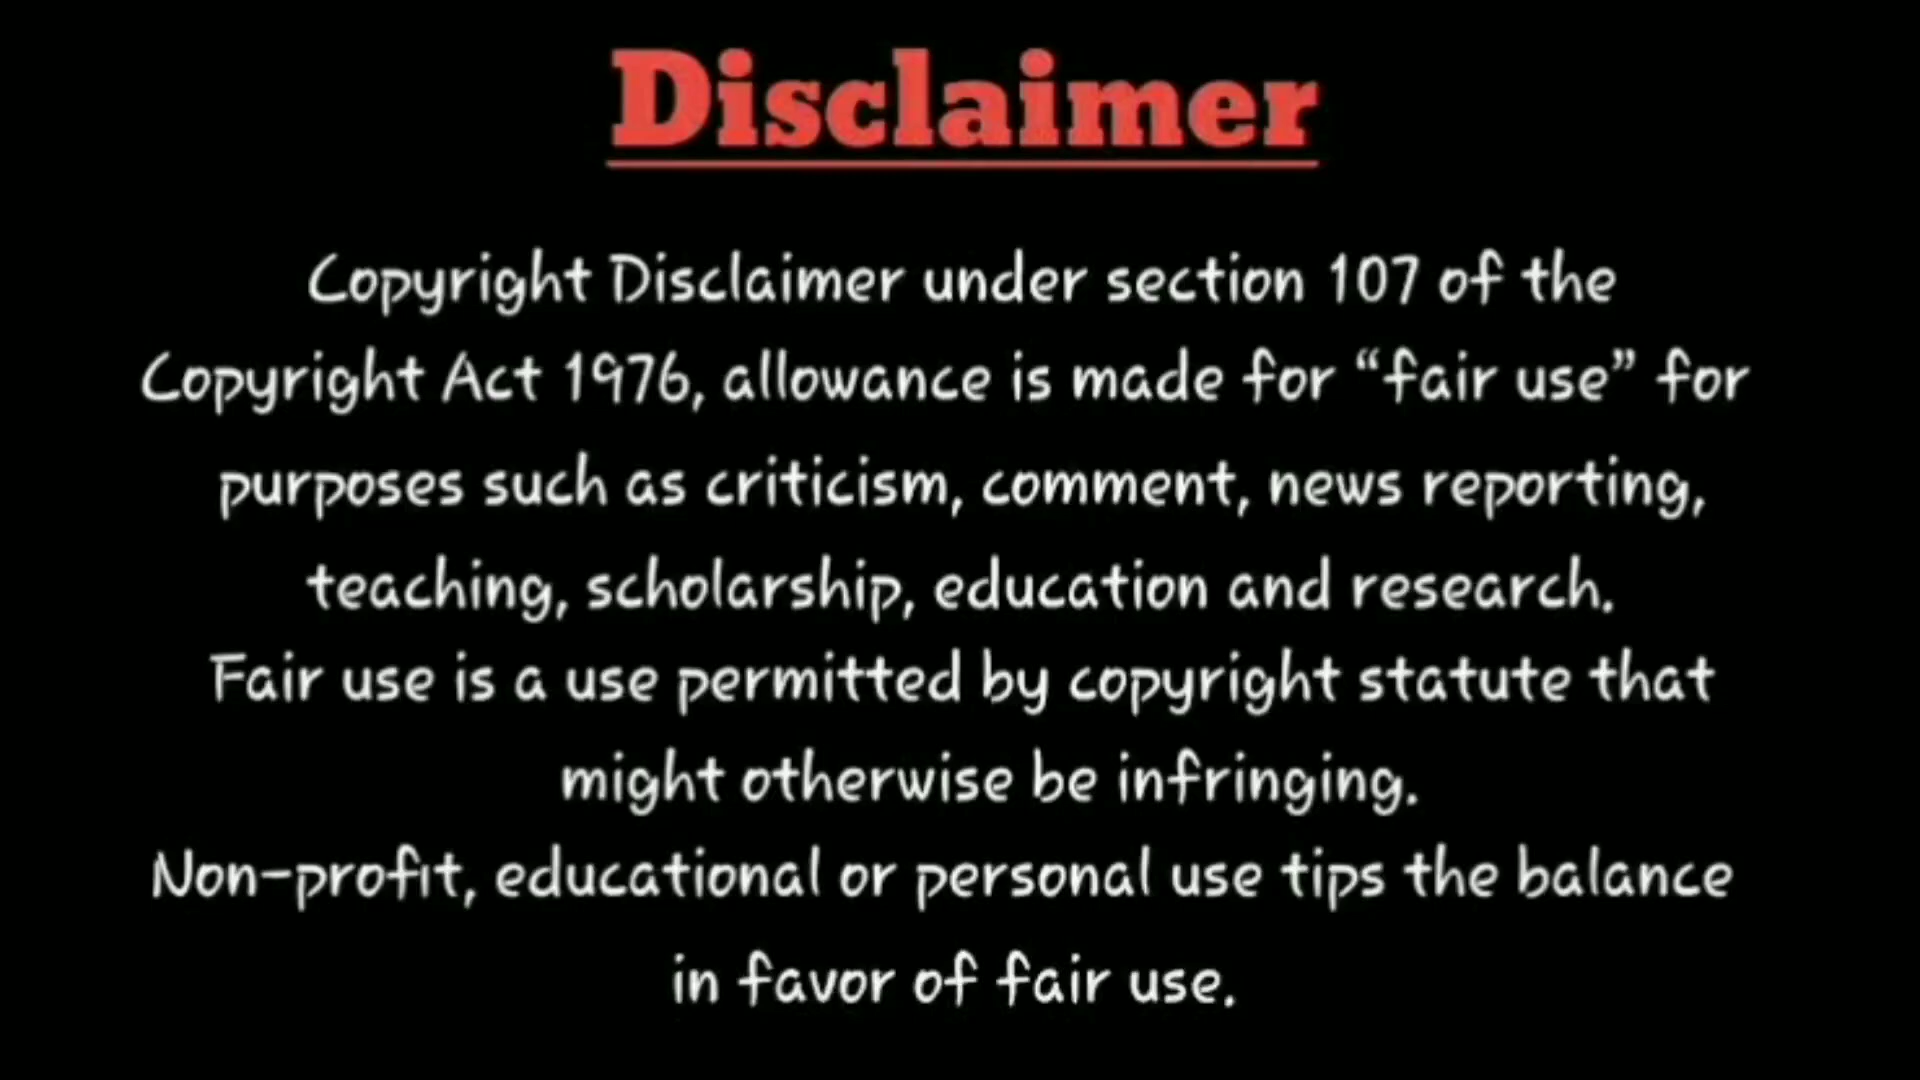 Disclaimer
Copyright Disclaimer under section 107 of the
Copyright Act 1976, allowance is made for “fair use” for
purposes such as criticism, comment, news reporting,
teaching, scholarship, education and research.
Fair use is a use permitted by copyright statute that
might otherwise be infringing.
Non-profit, educational or personal use tips the balance
in favor of fair use.